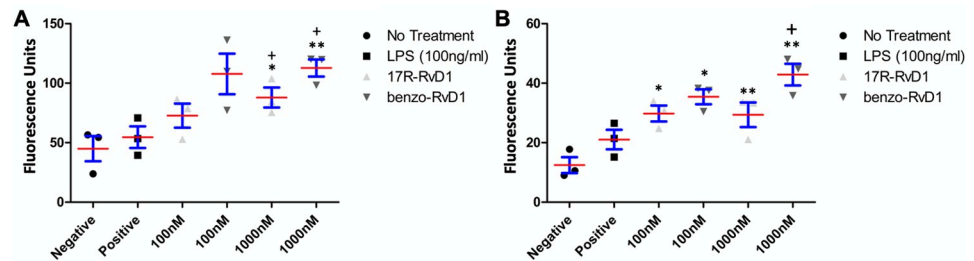 A
Fluorescence Units
150
100
50
0
+
*
+
**
Negative
Positive
100nM
100nM
1000nM
1000nM
No Treatment
LPS (100ng/ml)
17R-RvD1
benzo-RvD1
B
Fluorescence Units
60
40
20
0
*
*
**
+
**
Negative
Positive
100nM
100nM
1000nM
1000nM
No Treatment
LPS (100ng/ml)
17R-RvD1
benzo-RvD1